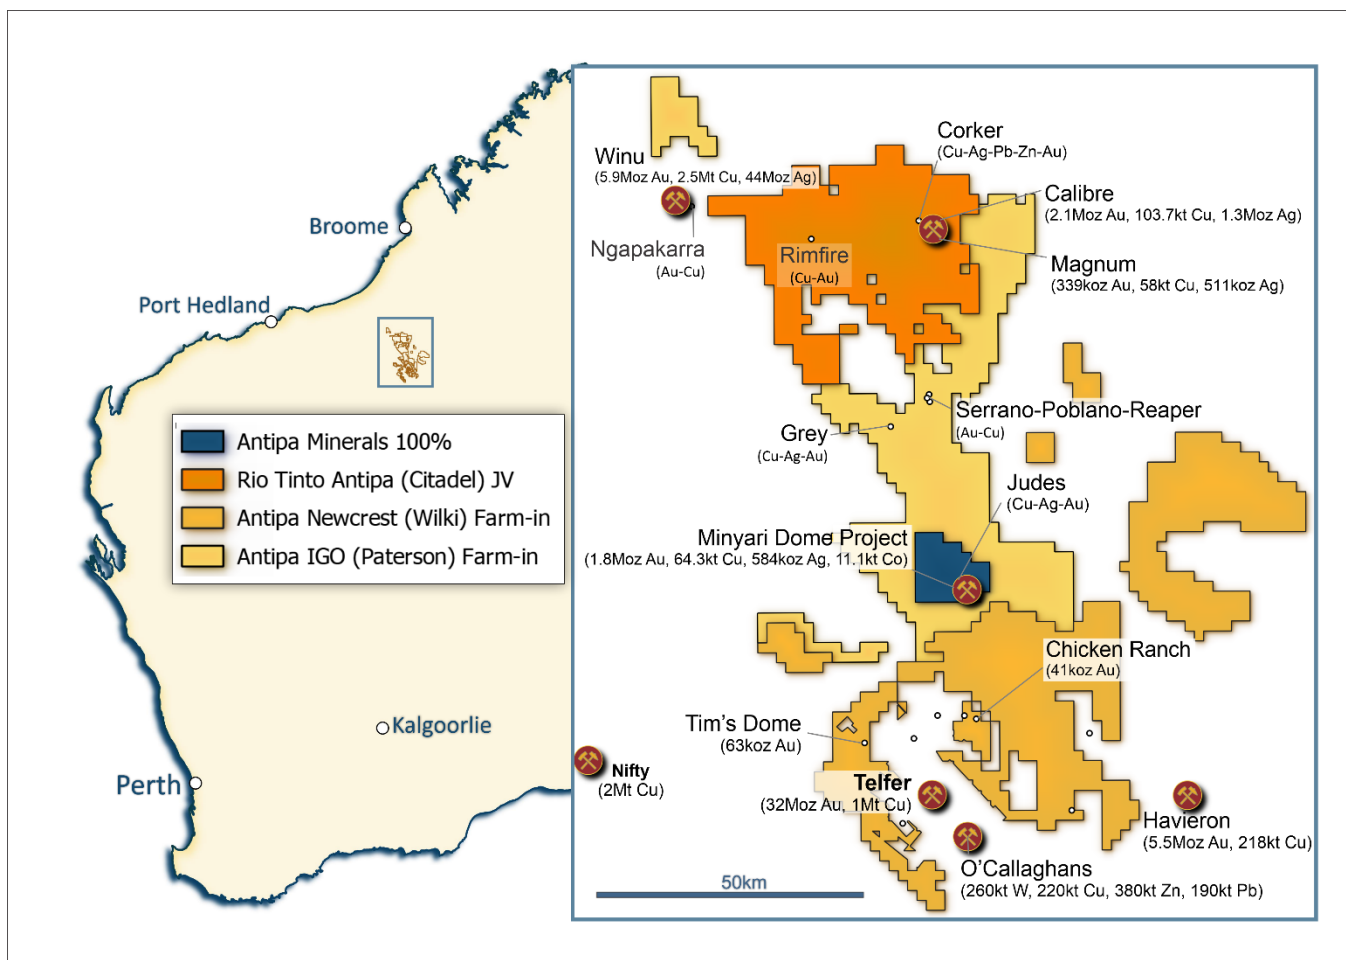 Broome
Port Hedland
Antipa Minerals 100%
Rio Tinto Antipa (Citadel) JV
Antipa Newcrest (Wilki) Farm-in
Antipa IGO (Paterson) Farm-in
Kalgoorlie
Perth
Winu
(5.9Moz Au, 2.5Mt Cu, 44Moz Ag)
Ngapakarra
(Au-Cu)
Rimfire
(Cu-Au)
Corker
(Cu-Ag-Pb-Zn-Au)
Calibre
(2.1Moz Au, 103.7kt Cu, 1.3Moz Ag)
Magnum
(339koz Au, 58kt Cu, 511koz Ag)
Serrano-Poblano-Reaper
(Au-Cu)
Grey
(Cu-Ag-Au)
Judes
(Cu-Ag-Au)
Minyari Dome Project
(1.8Moz Au, 64.3kt Cu, 584koz Ag, 11.1kt Co)
Chicken Ranch
(41koz Au)
Tim's Dome
(63koz Au)
Nifty
(2Mt Cu)
Telfer
(32Moz Au, 1Mt Cu)
Havieron
(5.5Moz Au, 218kt Cu)
O'Callaghans
(260kt W, 220kt Cu, 380kt Zn, 190kt Pb)
50km